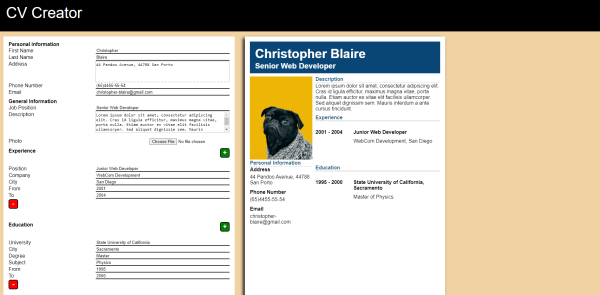 CV Creator
Personal Information
First Name Christopher
Last Name Blaire
Address 44 Pandoo Avenue, 44788 San Porto
Phone Number (65)4455-55-54
Email christopher-blaire@gmail.com
General Information
Job Position Senior Web Developer
Description Lorem ipsum dolor sit amet, consectetur adipiscing
elit. Cras id ligula efficitur, maximus magna vitae,
porta nulla. Etiam auctor ex vitae elit facilisis
ullamcorper. Sed aliquet dignissim sem. Mauris
Photo Choose File No file chosen
Experience +
Position Junior Web Developer
Company WebCom Development
City San Diego
From 2001
To 2004
-
Education +
University State University of California
City Sacramento
Degree Master
Subject Physics
From 1995
To 2000
-
Christopher Blaire
Senior Web Developer
Description
Lorem ipsum dolor sit amet, consectetur adipiscing elit.
Cras id ligula efficitur, maximus magna vitae, porta
nulla. Etiam auctor ex vitae elit facilisis ullamcorper.
Sed aliquet dignissim sem. Mauris interdum a ante
cursus tincidunt.
Experience
2001 - 2004 Junior Web Developer
WebCom Development, San Diego
Personal Information
Address
44 Pandoo Avenue, 44788
San Porto
Phone Number
(65)4455-55-54
Email
christopher-
blaire@gmail.com
Education
1995 - 2000 State University of California,
Sacramento
Master of Physics